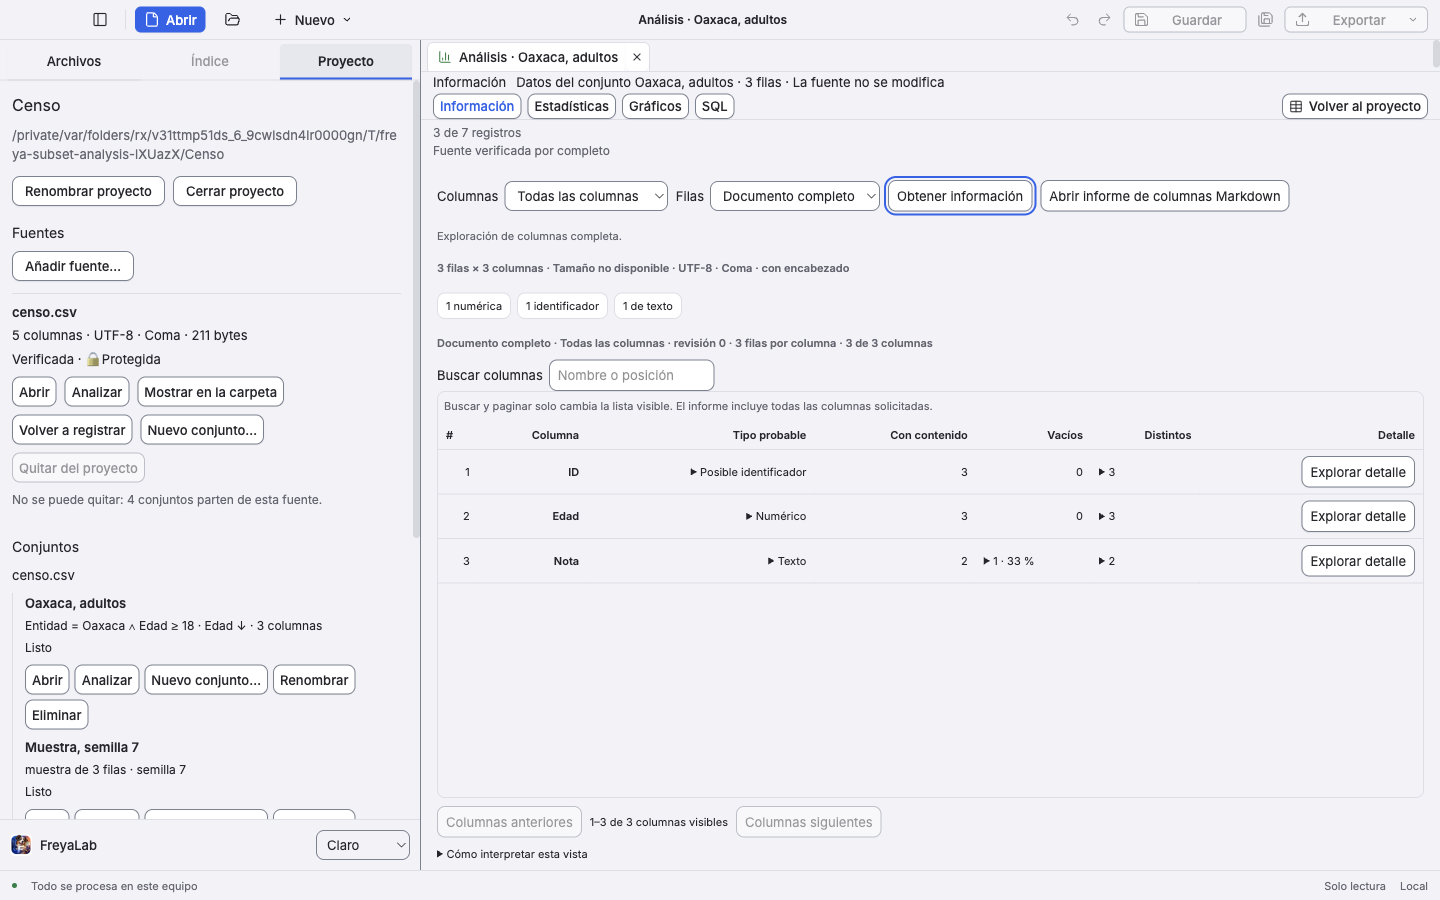 Abrir
Nuevo
Análisis · Oaxaca, adultos
Guardar
Exportar
Archivos
Índice
Proyecto
Censo
/private/var/folders/rx/v31ttmp51ds_6_9cwlsdn4lr0000gn/T/fre
ya-subset-analysis-IXUazX/Censo
Renombrar proyecto
Cerrar proyecto
Fuentes
Añadir fuente...
censo.csv
5 columnas · UTF-8 · Coma · 211 bytes
Verificada · 🔒Protegida
Abrir
Analizar
Mostrar en la carpeta
Volver a registrar
Nuevo conjunto...
Quitar del proyecto
No se puede quitar: 4 conjuntos parten de esta fuente.
Conjuntos
censo.csv
Oaxaca, adultos
Entidad = Oaxaca ∧ Edad ≥ 18 · Edad ↓ · 3 columnas
Listo
Abrir
Analizar
Nuevo conjunto...
Renombrar
Eliminar
Muestra, semilla 7
muestra de 3 filas · semilla 7
Listo
FreyaLab
Claro
Análisis · Oaxaca, adultos ×
Información Datos del conjunto Oaxaca, adultos · 3 filas · La fuente no se modifica
Información
Estadísticas
Gráficos
SQL
Volver al proyecto
3 de 7 registros
Fuente verificada por completo
Columnas Todas las columnas Filas Documento completo Obtener información Abrir informe de columnas Markdown
Exploración de columnas completa.
3 filas × 3 columnas · Tamaño no disponible · UTF-8 · Coma · con encabezado
1 numérica
1 identificador
1 de texto
Documento completo · Todas las columnas · revisión 0 · 3 filas por columna · 3 de 3 columnas
Buscar columnas Nombre o posición
Buscar y paginar solo cambia la lista visible. El informe incluye todas las columnas solicitadas.
# Columna Tipo probable Con contenido Vacíos Distintos Detalle
1 ID ▶ Posible identificador 3 0 ▶ 3 Explorar detalle
2 Edad ▶ Numérico 3 0 ▶ 3 Explorar detalle
3 Nota ▶ Texto 2 ▶ 1 · 33 % ▶ 2 Explorar detalle
Columnas anteriores 1–3 de 3 columnas visibles Columnas siguientes
▶ Cómo interpretar esta vista
Todo se procesa en este equipo
Solo lectura
Local